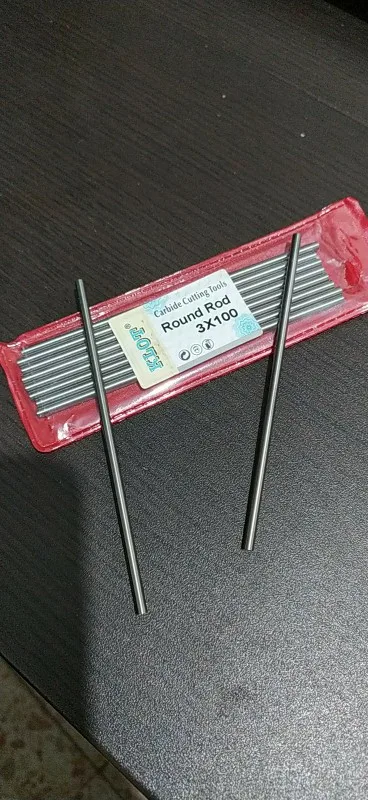 Carbide Cutting Tools
Round Rod
3X100
KLOT®